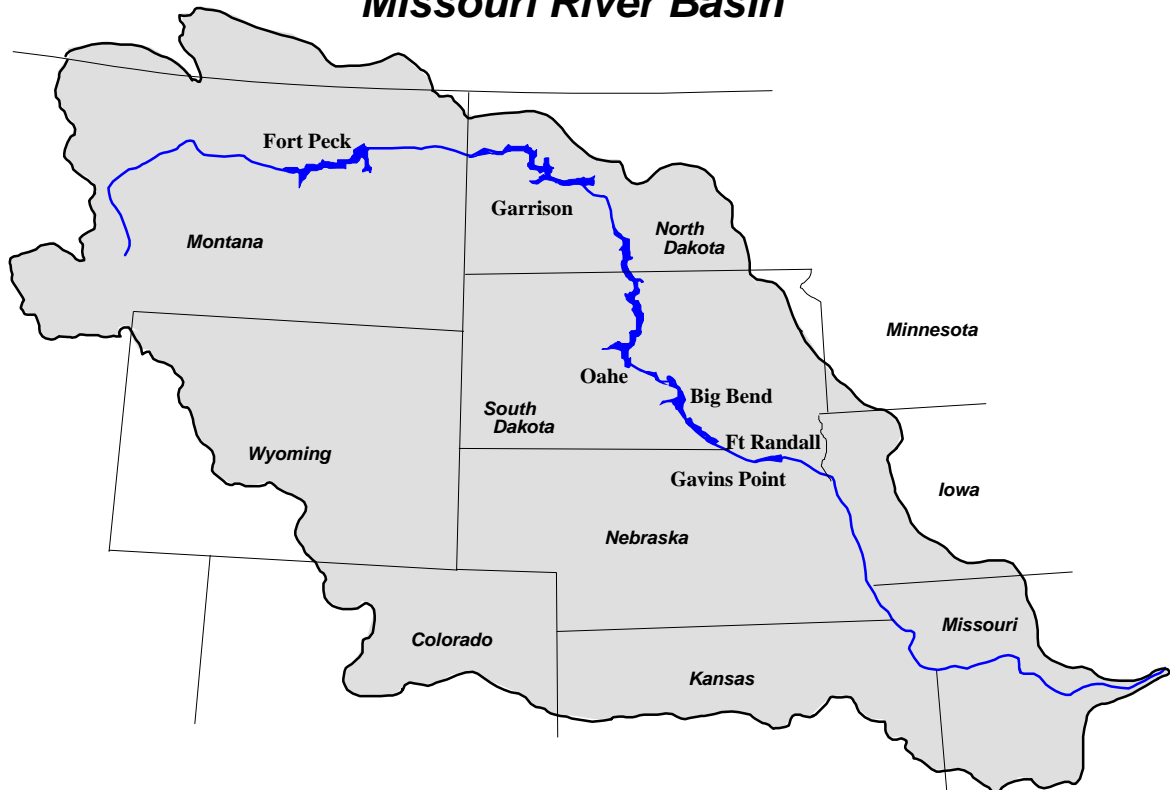 Missouri River Basin
Fort Peck
Garrison
North
Dakota
Montana
Minnesota
Oahe
Big Bend
South
Dakota
Ft Randall
Wyoming
Gavins Point
Iowa
Nebraska
Missouri
Colorado
Kansas